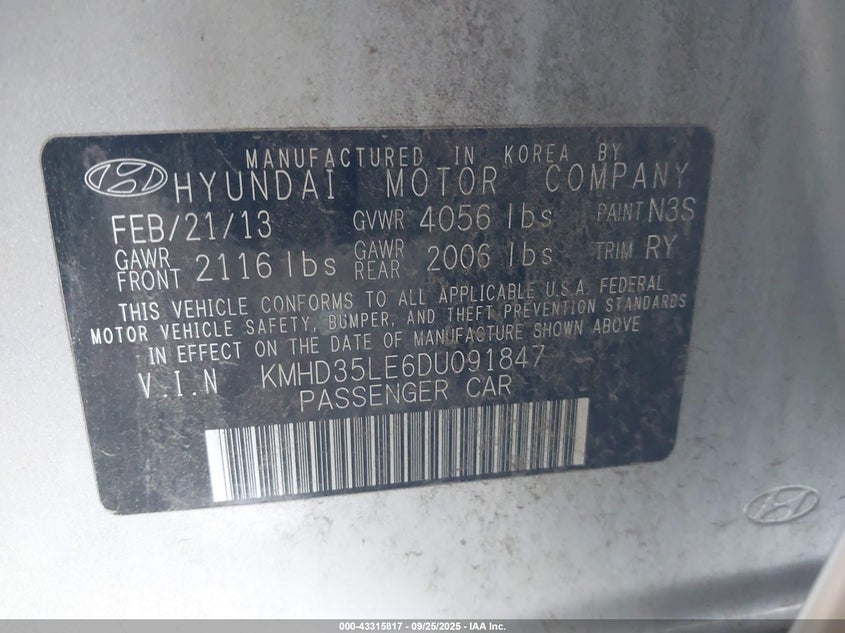 MANUFACTURED IN KOREA BY
HYUNDAI MOTOR COMPANY
FEB/21/13 GVWR 4056 lbs PAINT N3S
GAWR FRONT 2116 lbs GAWR REAR 2006 lbs TRIM RY
THIS VEHICLE CONFORMS TO ALL APPLICABLE U.S.A. FEDERAL
MOTOR VEHICLE SAFETY, BUMPER, AND THEFT PREVENTION STANDARDS
IN EFFECT ON THE DATE OF MANUFACTURE SHOWN ABOVE
V.I.N KMHD35LE6DU091847
PASSENGER CAR
000-43315817 - 09/25/2025 - IAA Inc.